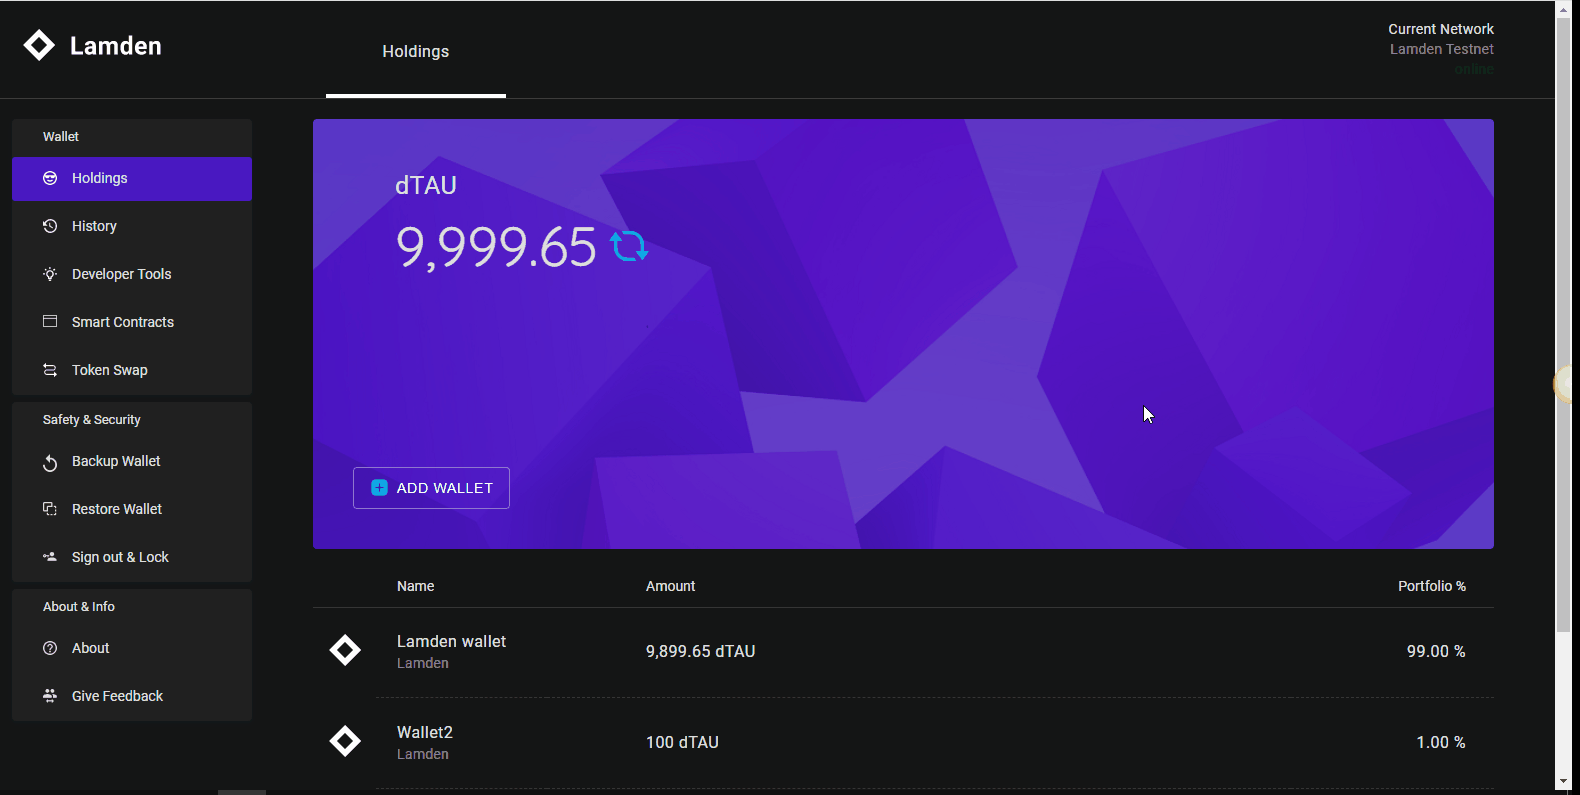 Lamden
Holdings
Current Network
Lamden Testnet
online
Wallet
Holdings
History
Developer Tools
Smart Contracts
Token Swap
Safety & Security
Backup Wallet
Restore Wallet
Sign out & Lock
About & Info
About
Give Feedback
dTAU
9,999.65
ADD WALLET
Name Amount Portfolio %
Lamden wallet
Lamden
9,899.65 dTAU
99.00 %
Wallet2
Lamden
100 dTAU
1.00 %